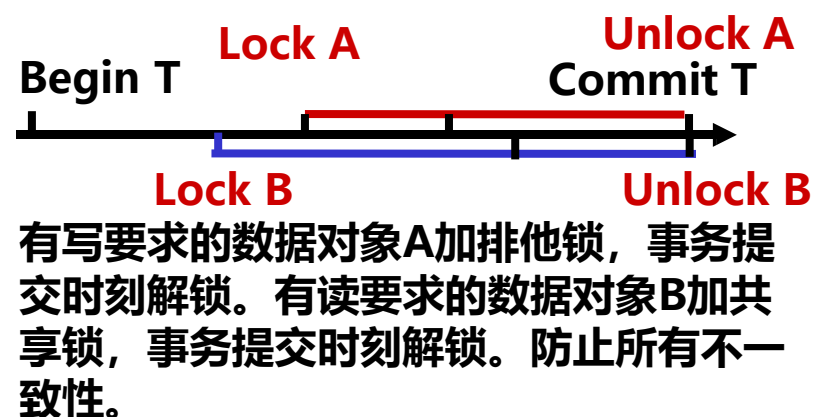 Lock A
Unlock A
Begin T
Commit T
Lock B
Unlock B
有写要求的数据对象A加排他锁，事务提
交时刻解锁。有读要求的数据对象B加共
享锁，事务提交时刻解锁。防止所有不一
致性。